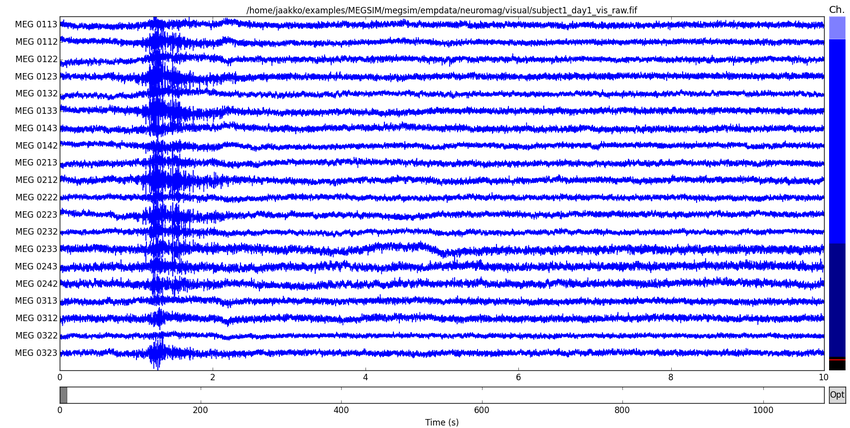 /home/jaakko/examples/MEGSIM/megsim/empdata/neuromag/visual/subject1_day1_vis_raw.fif
Ch.
MEG 0113
MEG 0112
MEG 0122
MEG 0123
MEG 0132
MEG 0133
MEG 0143
MEG 0142
MEG 0213
MEG 0212
MEG 0222
MEG 0223
MEG 0232
MEG 0233
MEG 0243
MEG 0242
MEG 0313
MEG 0312
MEG 0322
MEG 0323
0 2 4 6 8 10
Opt
0 200 400 600 800 1000
Time (s)